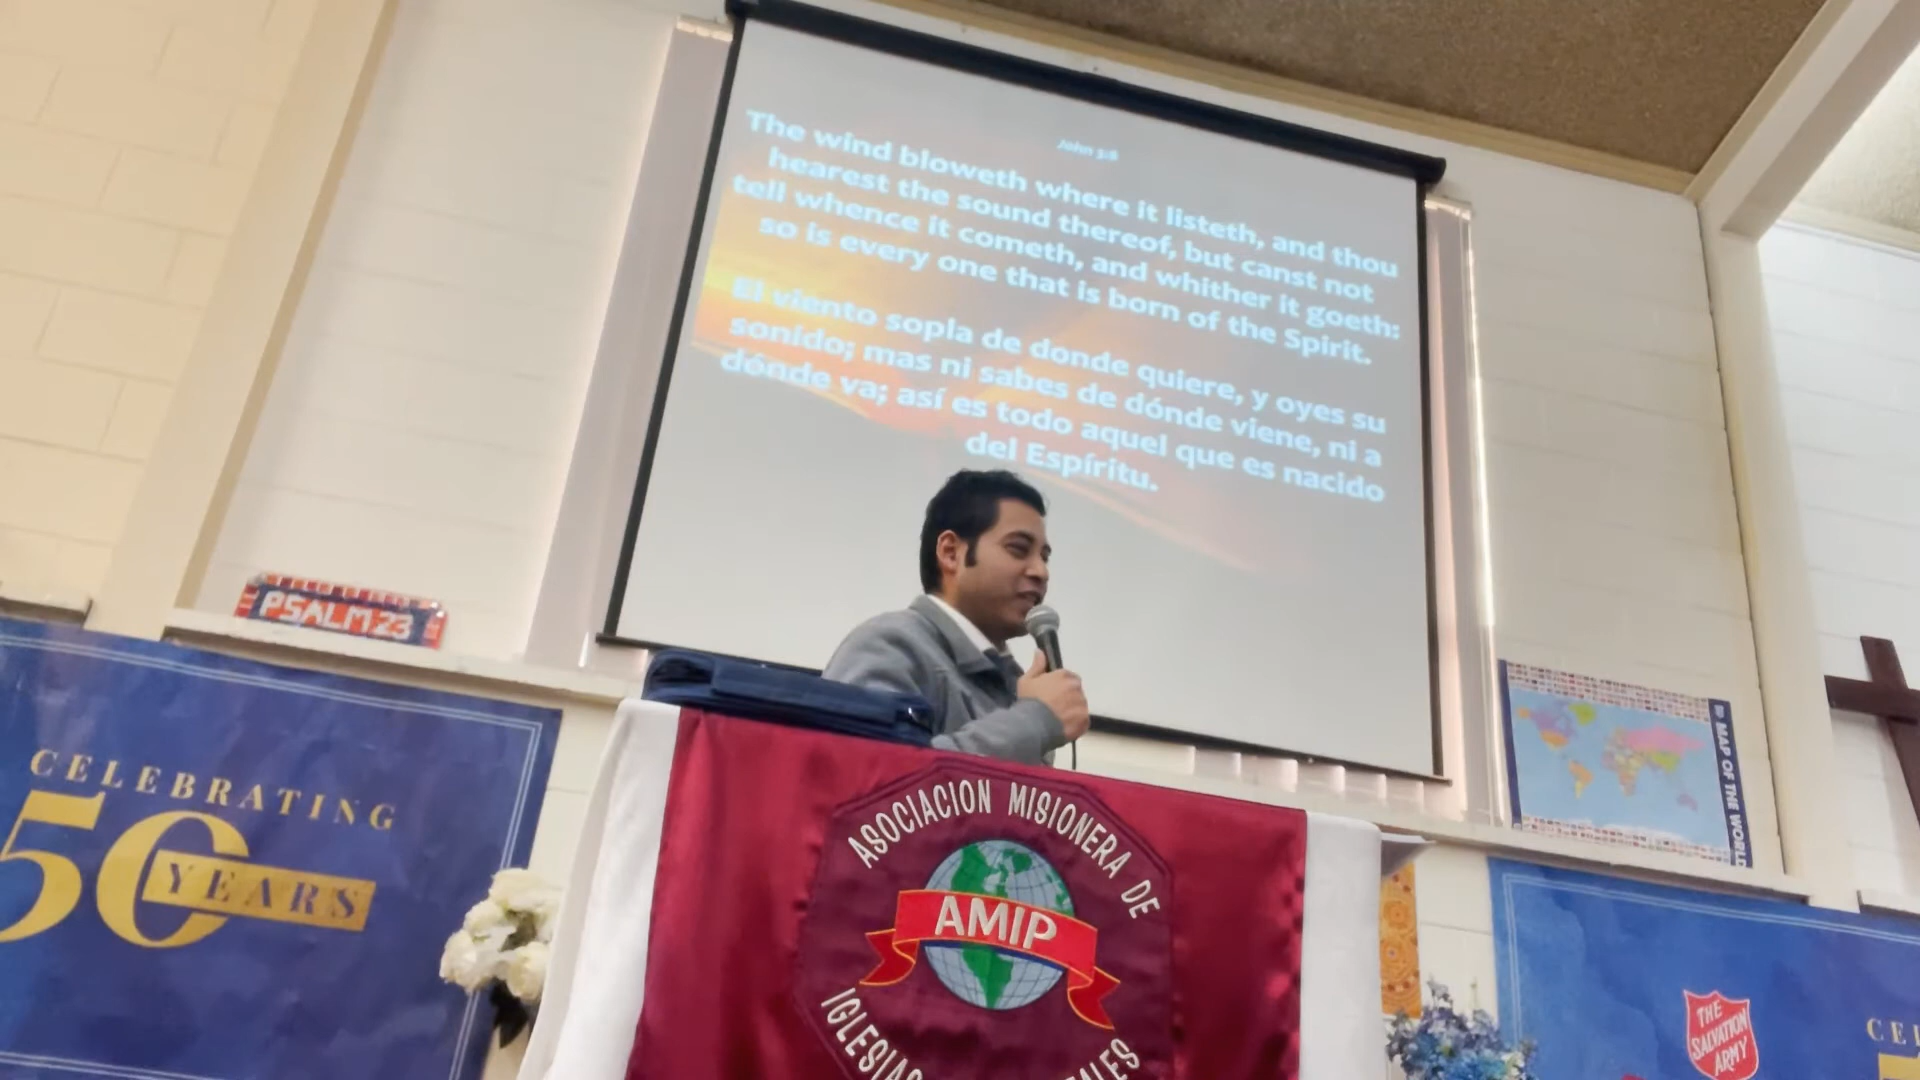 John 3:8
The wind bloweth where it listeth, and thou
hearest the sound thereof, but canst not
tell whence it cometh, and whither it goeth:
so is every one that is born of the Spirit.
El viento sopla de donde quiere, y oyes su
sonido; mas ni sabes de dónde viene, ni a
dónde va; así es todo aquel que es nacido
del Espíritu.
PSALM 23
MAP OF THE WORLD
CELEBRATING
50
YEARS
ASOCIACION MISIONERA DE
AMIP
IGLESIAS
THE
SALVATION
ARMY